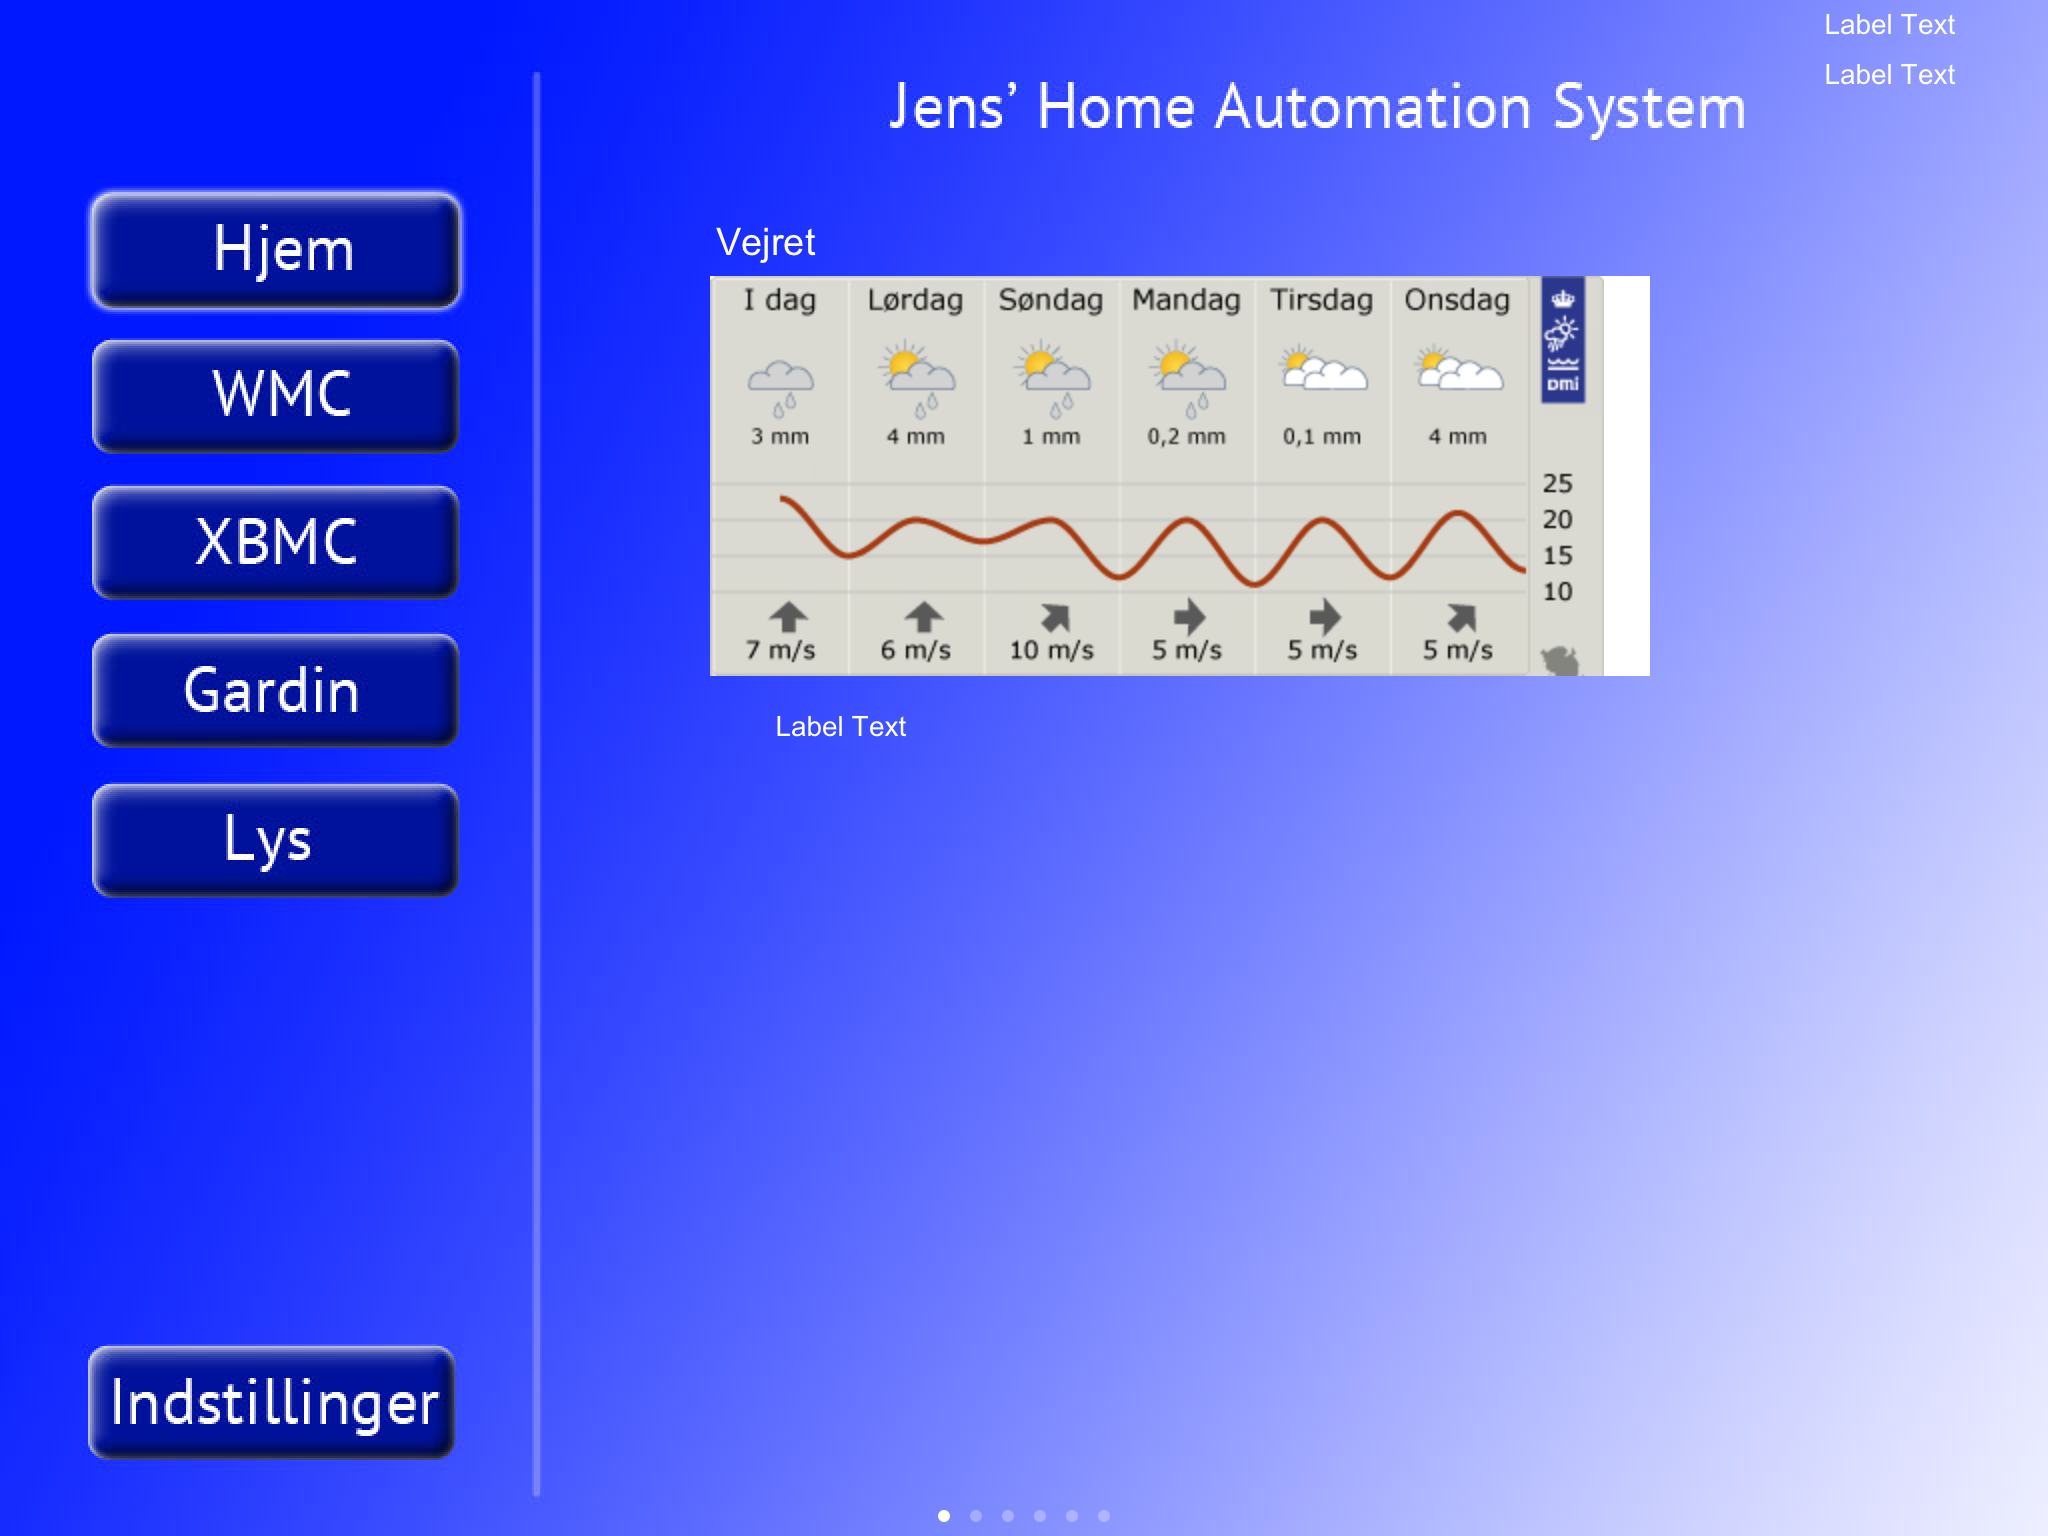 Label Text
Label Text
Jens’ Home Automation System
Hjem
WMC
XBMC
Gardin
Lys
Indstillinger
Vejret
I dag Lørdag Søndag Mandag Tirsdag Onsdag
DMi
3 mm 4 mm 1 mm 0,2 mm 0,1 mm 4 mm
25
20
15
10
7 m/s 6 m/s 10 m/s 5 m/s 5 m/s 5 m/s
Label Text